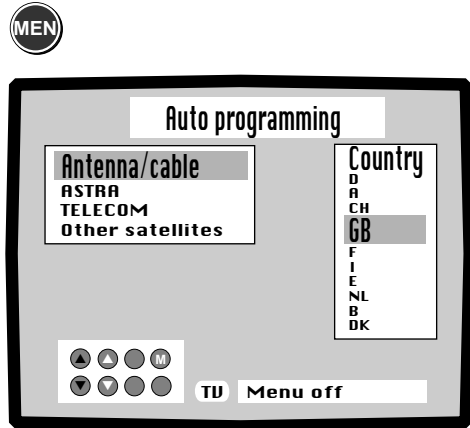 MEN
Auto programming
Antenna/cable
ASTRA
TELECOM
Other satellites
Country
D
A
CH
GB
F
I
E
NL
B
DK
M
TV Menu off